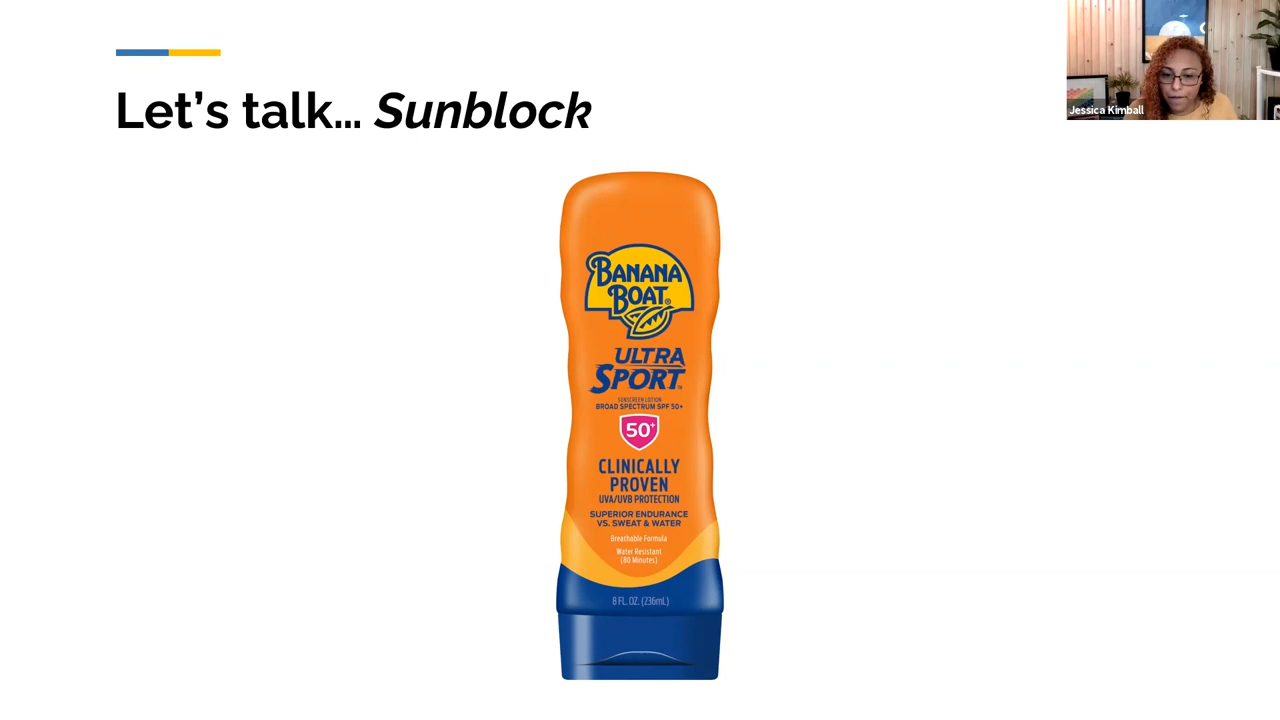 Let's talk... Sunblock
Jessica Kimball
BANANA
BOAT®
ULTRA
SPORT™
SUNSCREEN LOTION
BROAD SPECTRUM SPF 50+
50+
CLINICALLY
PROVEN
UVA/UVB PROTECTION
SUPERIOR ENDURANCE
VS. SWEAT & WATER
Breathable Formula
Water Resistant
(80 Minutes)
8 FL. OZ. (236mL)